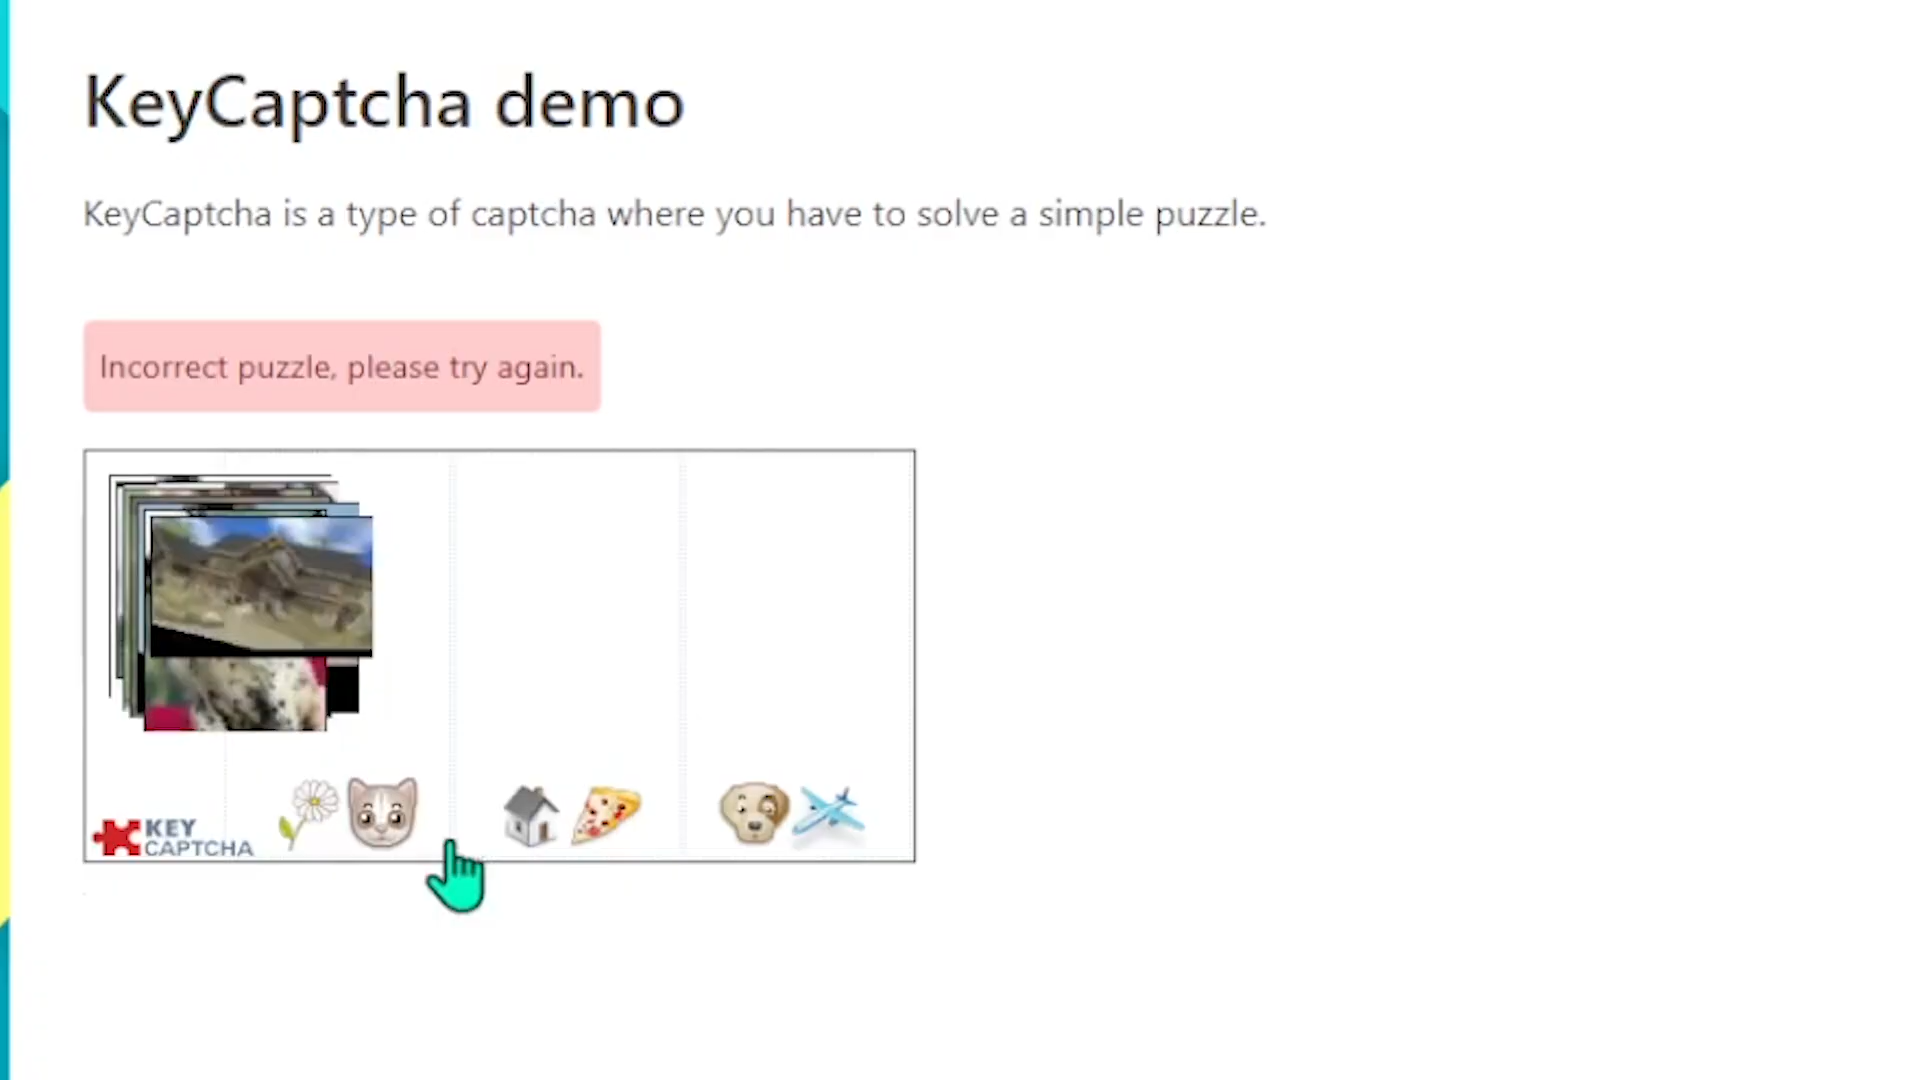 KeyCaptcha demo
KeyCaptcha is a type of captcha where you have to solve a simple puzzle.
Incorrect puzzle, please try again.
KEY
CAPTCHA